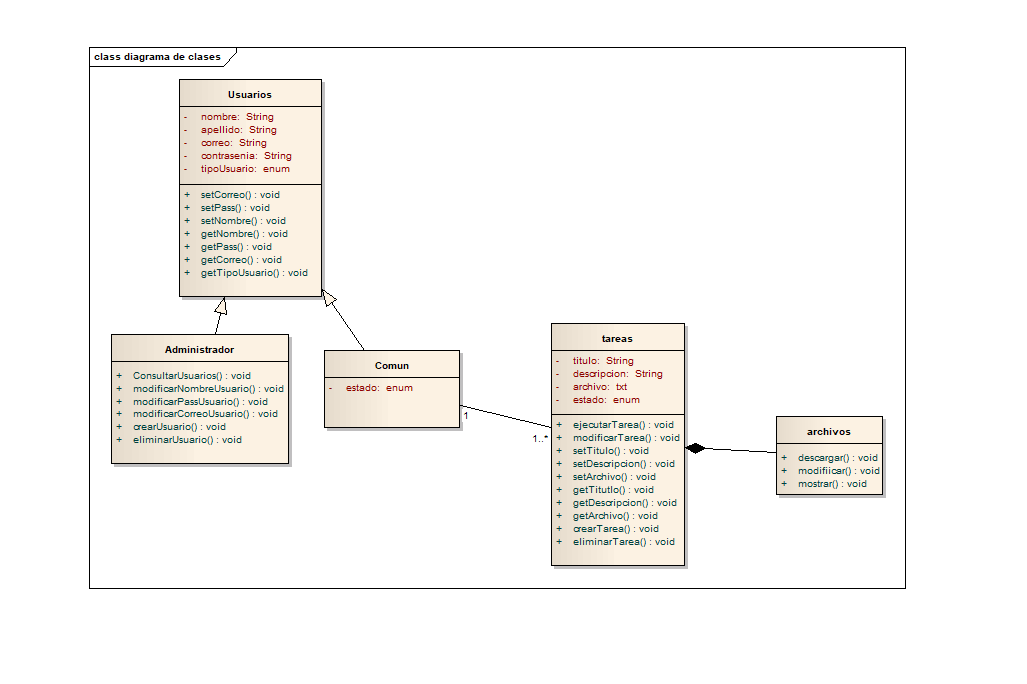 class diagrama de clases
Usuarios
- nombre: String
- apellido: String
- correo: String
- contrasenia: String
- tipoUsuario: enum
+ setCorreo() : void
+ setPass() : void
+ setNombre() : void
+ getNombre() : void
+ getPass() : void
+ getCorreo() : void
+ getTipoUsuario() : void
Administrador
+ ConsultarUsuarios() : void
+ modificarNombreUsuario() : void
+ modificarPassUsuario() : void
+ modificarCorreoUsuario() : void
+ crearUsuario() : void
+ eliminarUsuario() : void
Comun
- estado: enum
1
1..*
tareas
- titulo: String
- descripcion: String
- archivo: txt
- estado: enum
+ ejecutarTarea() : void
+ modificarTarea() : void
+ setTitulo() : void
+ setDescripcion() : void
+ setArchivo() : void
+ getTitutlo() : void
+ getDescripcion() : void
+ getArchivo() : void
+ crearTarea() : void
+ eliminarTarea() : void
archivos
+ descargar() : void
+ modifiicar() : void
+ mostrar() : void